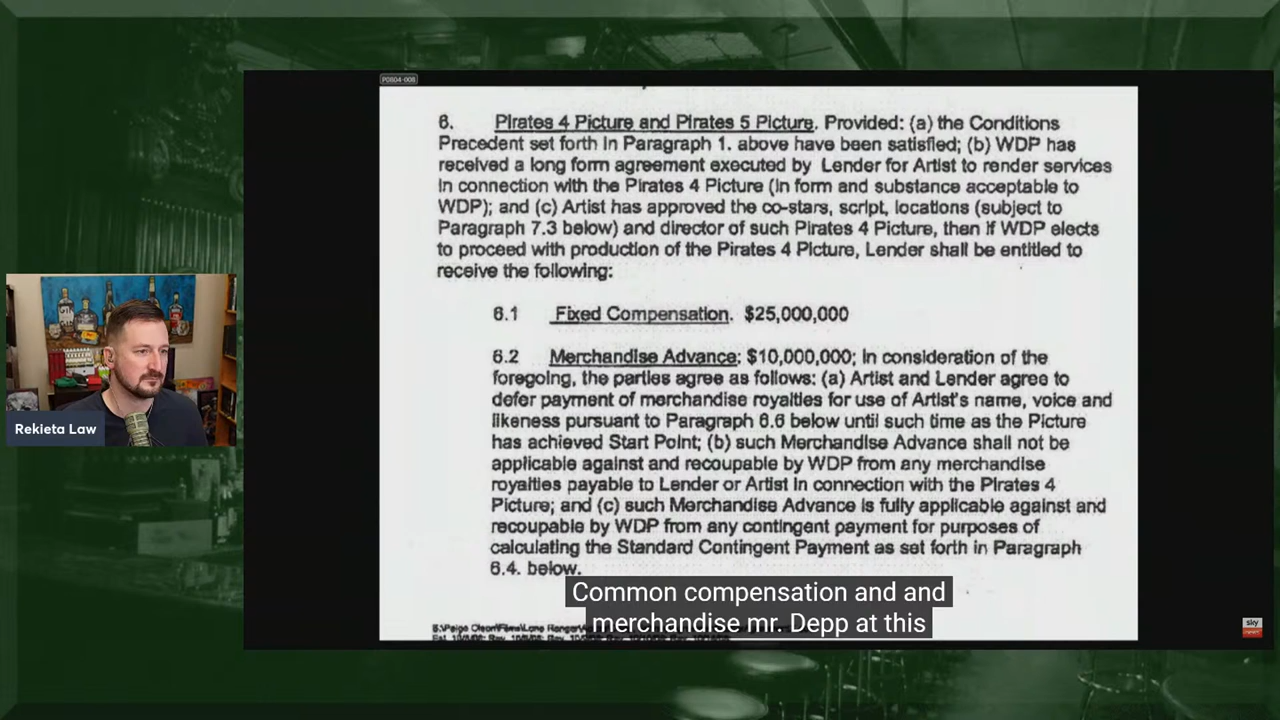 P0804-008
6. Pirates 4 Picture and Pirates 5 Picture. Provided: (a) the Conditions
Precedent set forth in Paragraph 1. above have been satisfied; (b) WDP has
received a long form agreement executed by Lender for Artist to render services
in connection with the Pirates 4 Picture (in form and substance acceptable to
WDP); and (c) Artist has approved the co-stars, script, locations (subject to
Paragraph 7.3 below) and director of such Pirates 4 Picture, then if WDP elects
to proceed with production of the Pirates 4 Picture, Lender shall be entitled to
receive the following:
6.1 Fixed Compensation. $25,000,000
6.2 Merchandise Advance: $10,000,000; in consideration of the
foregoing, the parties agree as follows: (a) Artist and Lender agree to
defer payment of merchandise royalties for use of Artist's name, voice and
likeness pursuant to Paragraph 6.6 below until such time as the Picture
has achieved Start Point; (b) such Merchandise Advance shall not be
applicable against and recoupable by WDP from any merchandise
royalties payable to Lender or Artist in connection with the Pirates 4
Picture; and (c) such Merchandise Advance is fully applicable against and
recoupable by WDP from any contingent payment for purposes of
calculating the Standard Contingent Payment as set forth in Paragraph
6.4. below.
Common compensation and and
merchandise mr. Depp at this
Rekieta Law
sky
news